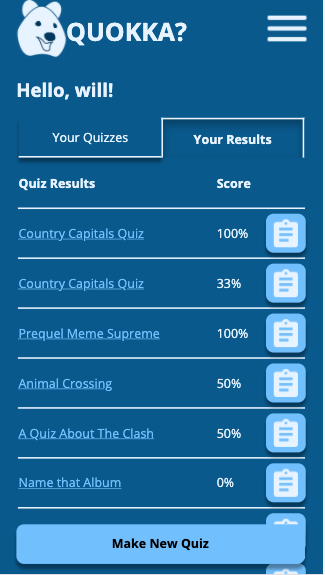 QUOKKA?
Hello, will!
Your Quizzes
Your Results
Quiz Results Score
Country Capitals Quiz 100%
Country Capitals Quiz 33%
Prequel Meme Supreme 100%
Animal Crossing 50%
A Quiz About The Clash 50%
Name that Album 0%
Make New Quiz